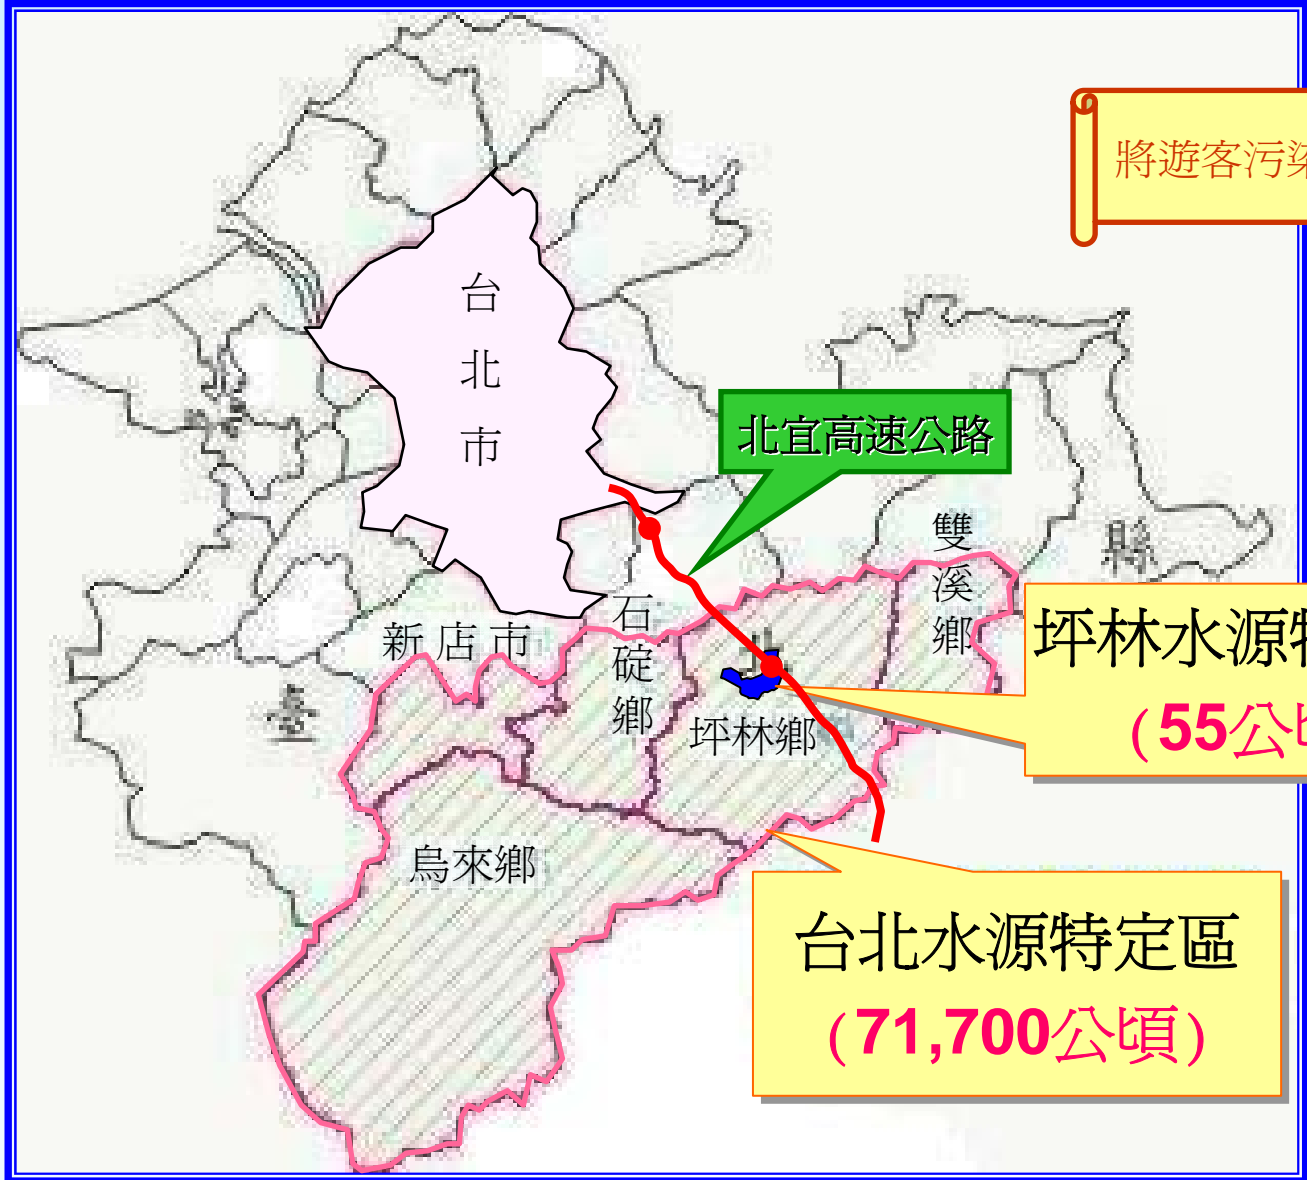 將遊客污染
台北市
北宜高速公路
雙溪鄉
縣
石碇鄉
新店市
坪林水源特
（55公頃
北
臺
坪林鄉
烏來鄉
台北水源特定區
（71,700公頃）